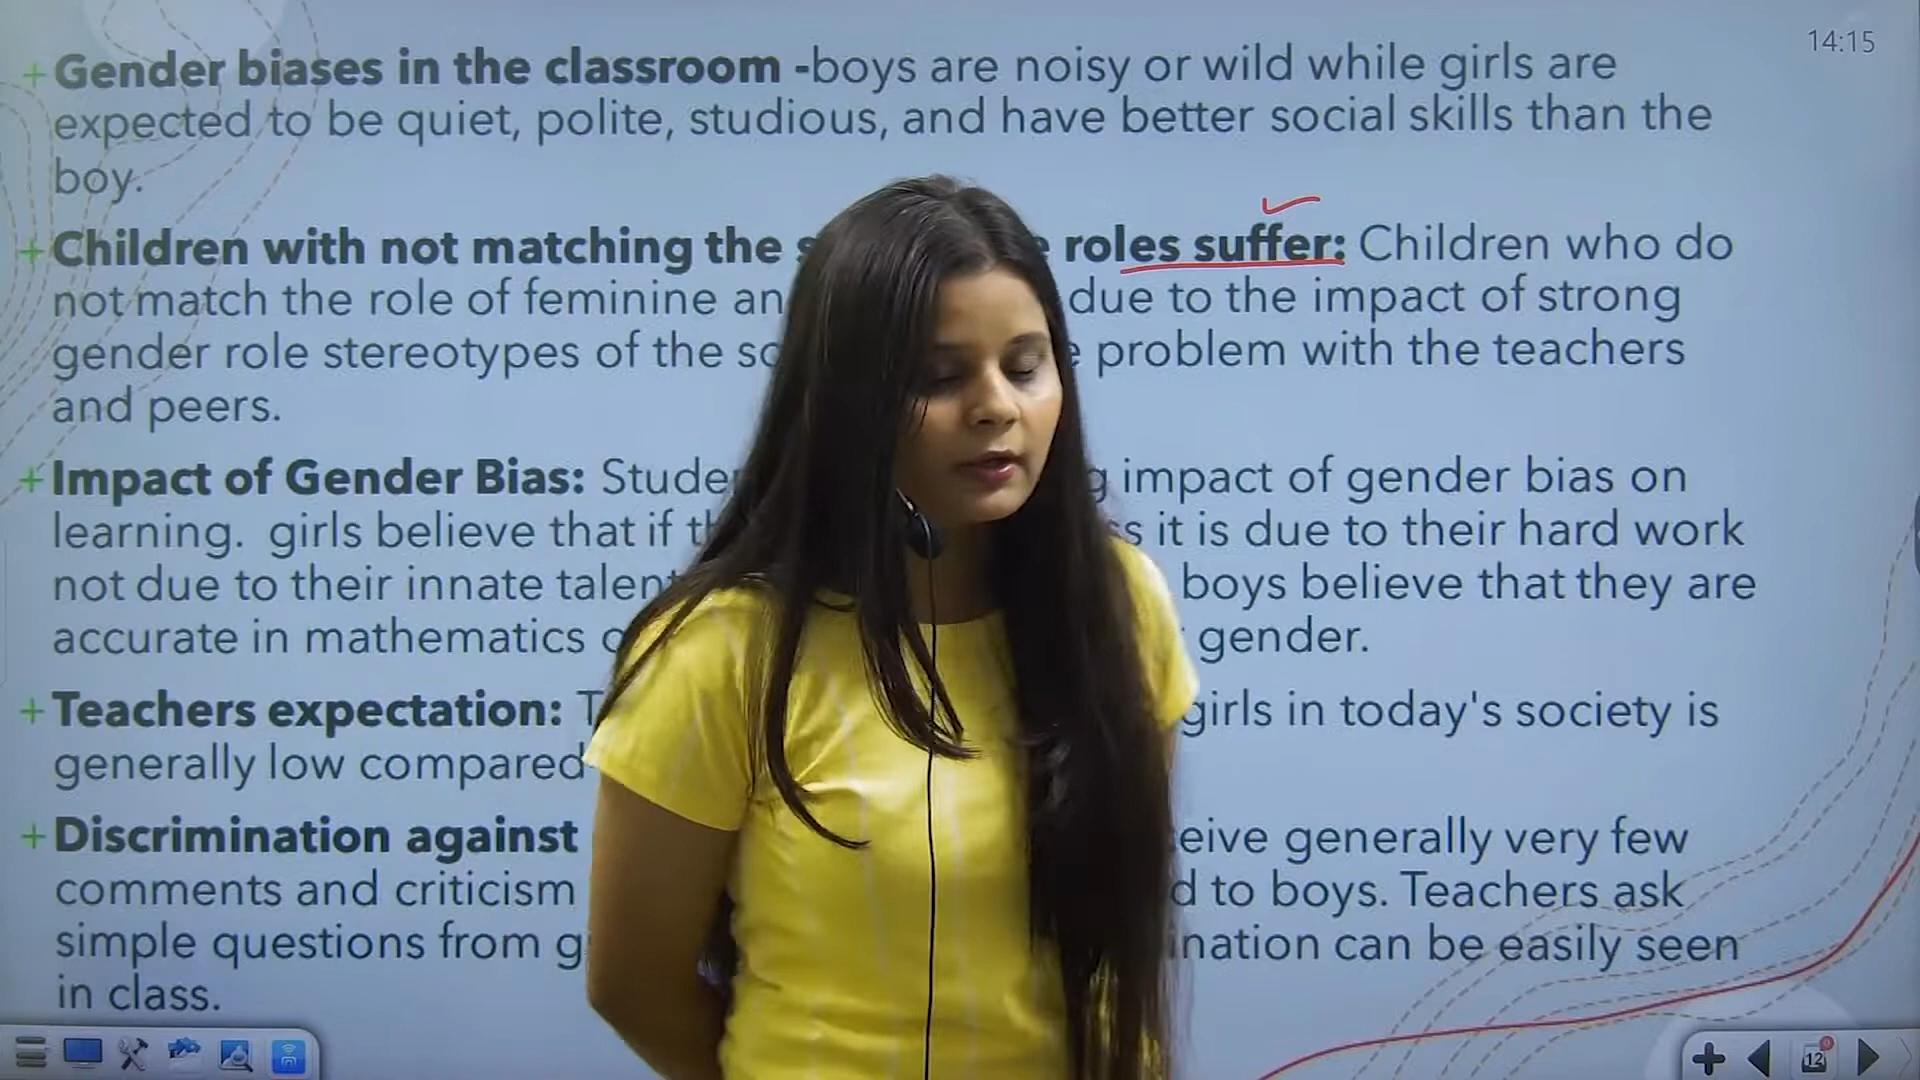 14:15
+ Gender biases in the classroom -boys are noisy or wild while girls are
expected to be quiet, polite, studious, and have better social skills than the
boy.
+ Children with not matching the roles suffer: Children who do
not match the role of feminine due to the impact of strong
gender role stereotypes of the problem with the teachers
and peers.
+ Impact of Gender Bias: impact of gender bias on
learning. girls believe that if it is due to their hard work
not due to their innate boys believe that they are
accurate in mathematics gender.
+ Teachers expectation: girls in today's society is
generally low compared
+ Discrimination against generally very few
comments and criticism to boys. Teachers ask
simple questions from can be easily seen
in class.
12